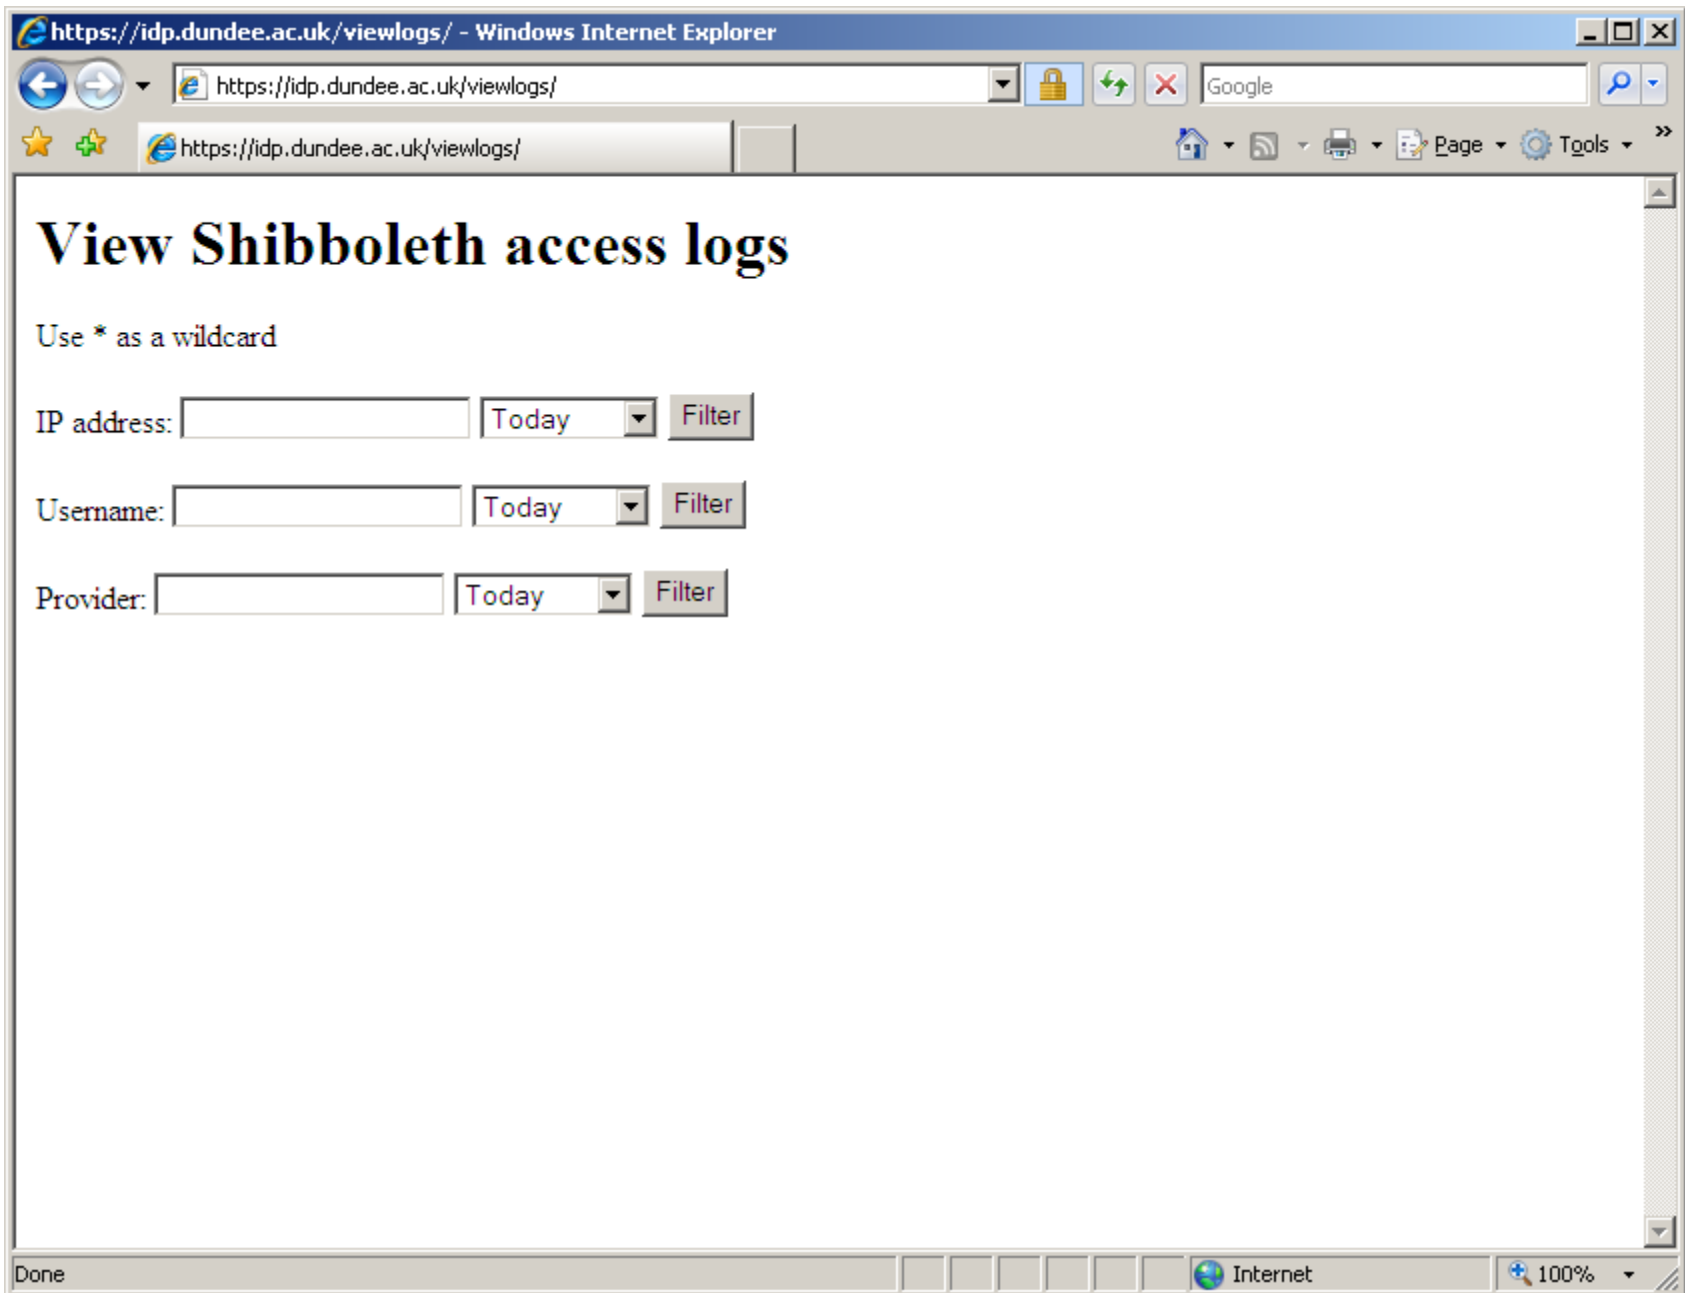 https://idp.dundee.ac.uk/viewlogs/ - Windows Internet Explorer
https://idp.dundee.ac.uk/viewlogs/ Google
https://idp.dundee.ac.uk/viewlogs/ Page Tools »
View Shibboleth access logs
Use * as a wildcard
IP address: Today Filter
Username: Today Filter
Provider: Today Filter
Done Internet 100%